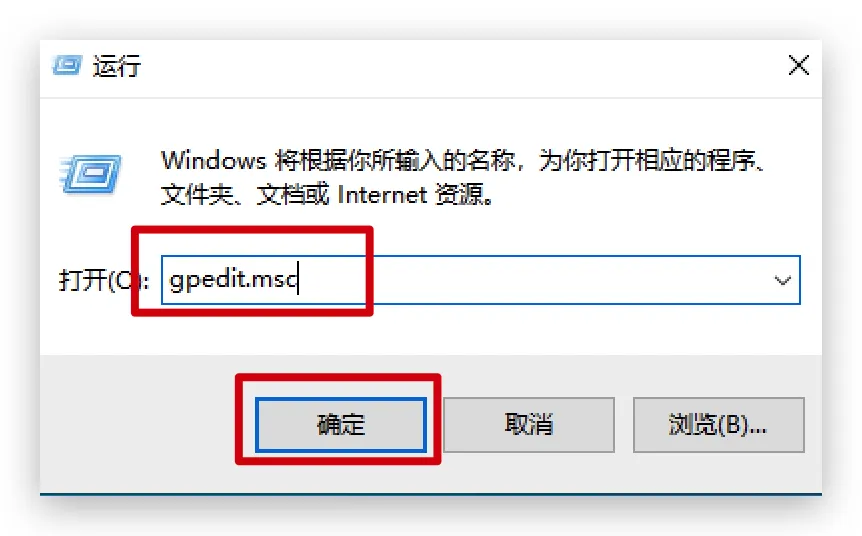 运行
Windows 将根据你所输入的名称，为你打开相应的程序、
文件夹、文档或 Internet 资源。
打开(O): gpedit.msc
确定 取消 浏览(B)...